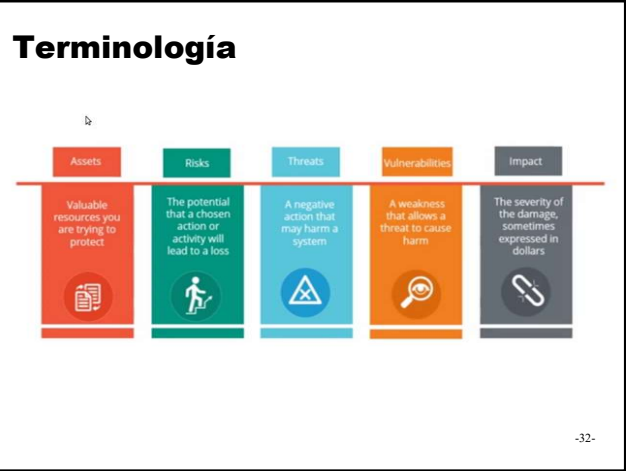 Terminología
Assets
Risks
Threats
Vulnerabilities
Impact
Valuable
resources you
are trying to
protect
The potential
that a chosen
action or
activity will
lead to a loss
A negative
action that
may harm a
system
A weakness
that allows a
threat to cause
harm
The severity of
the damage,
sometimes
expressed in
dollars
-32-